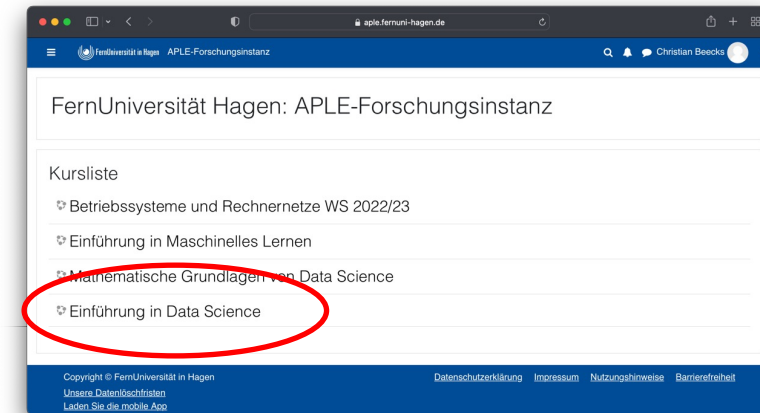 aple.fernuni-hagen.de
FernUniversität in Hagen APLE-Forschungsinstanz
Christian Beecks
FernUniversität Hagen: APLE-Forschungsinstanz
Kursliste
Betriebssysteme und Rechnernetze WS 2022/23
Einführung in Maschinelles Lernen
Mathematische Grundlagen von Data Science
Einführung in Data Science
Copyright © FernUniversität in Hagen
Datenschutzerklärung Impressum Nutzungshinweise Barrierefreiheit
Unsere Datenlöschfristen
Laden Sie die mobile App